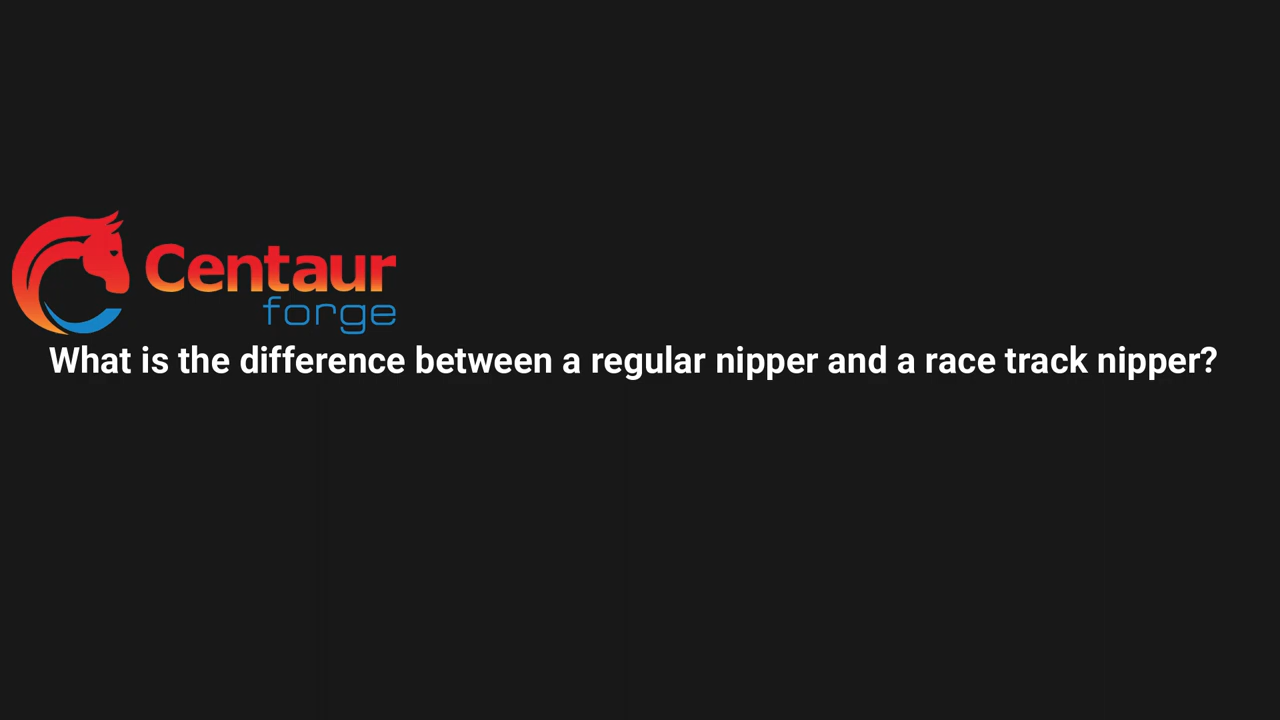 Centaur
forge
What is the difference between a regular nipper and a race track nipper?